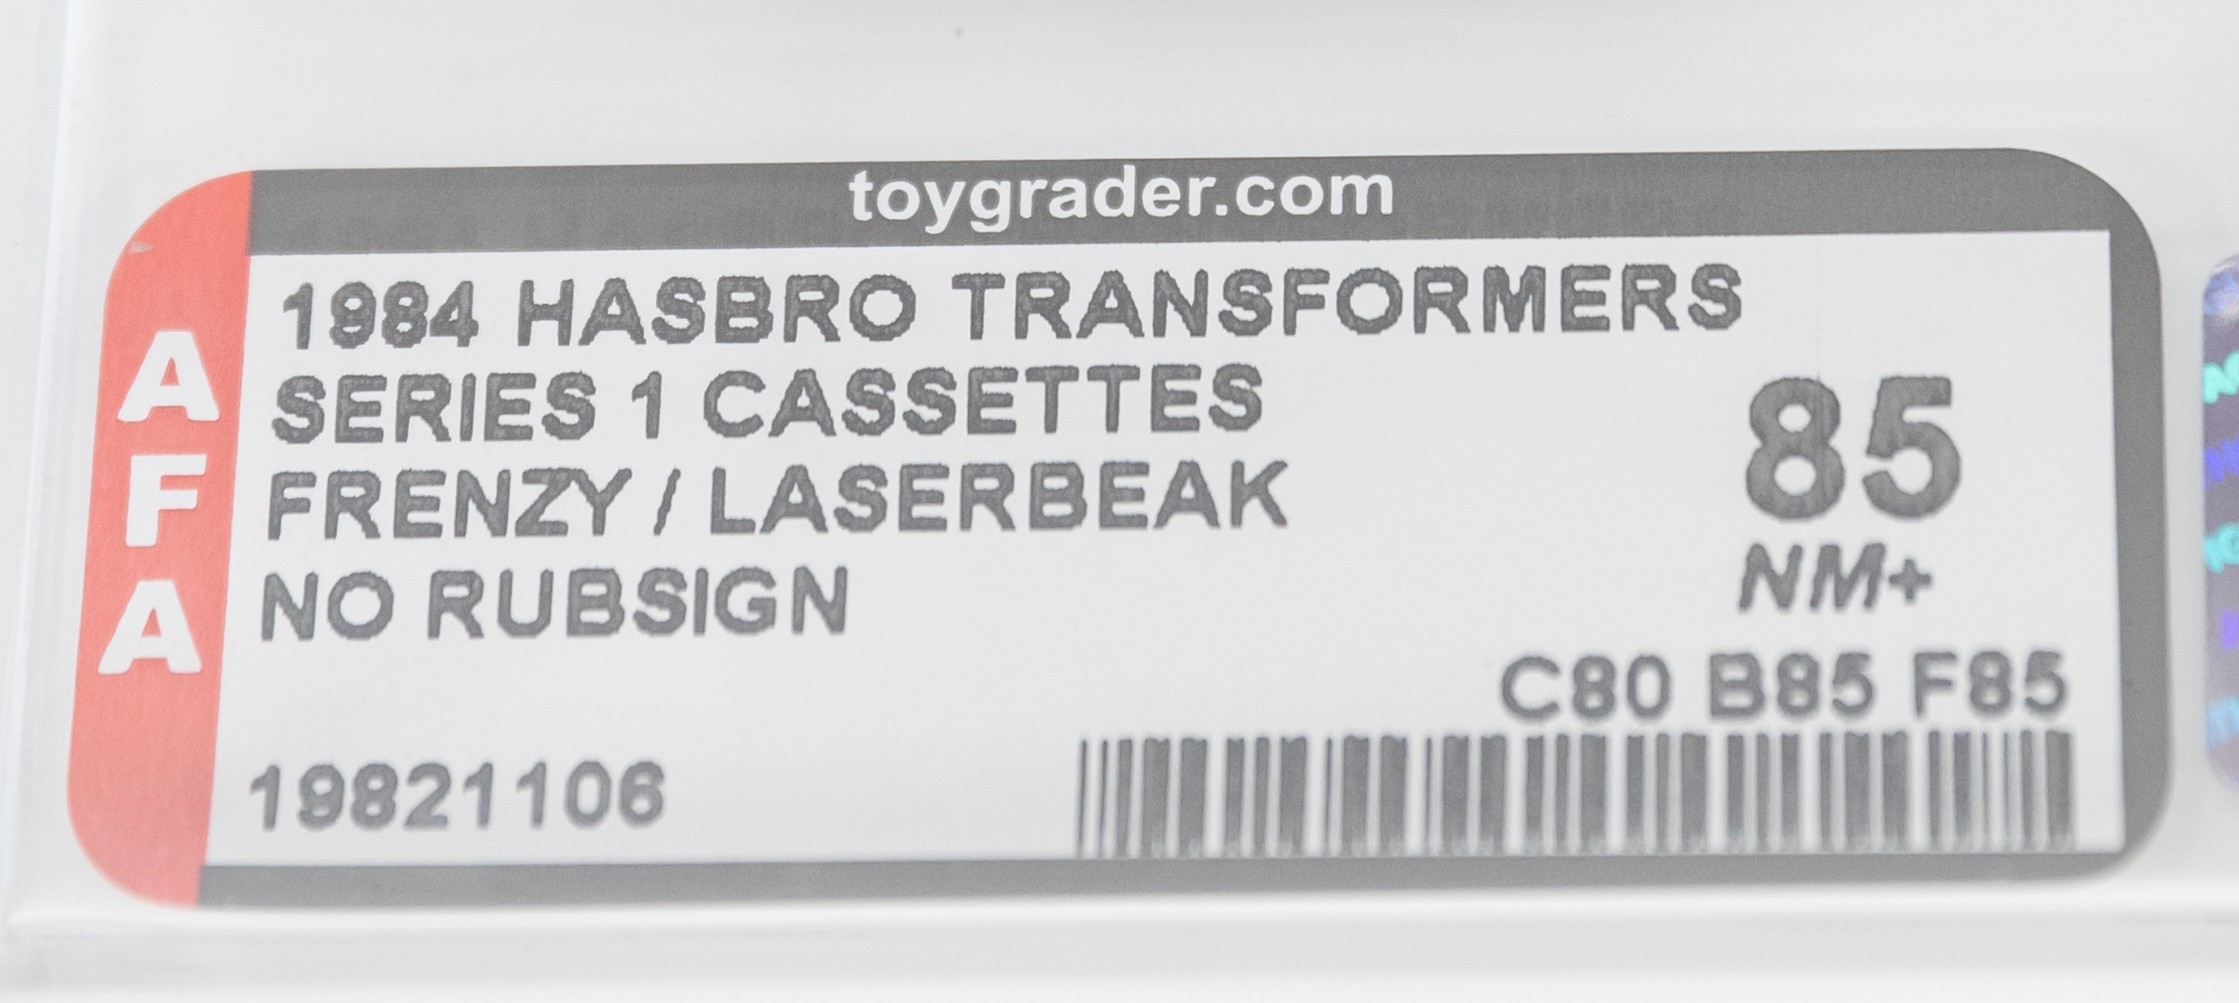 toygrader.com
AFA
1984 HASBRO TRANSFORMERS
SERIES 1 CASSETTES
FRENZY / LASERBEAK
NO RUBSIGN
85
NM+
C80 B85 F85
19821106